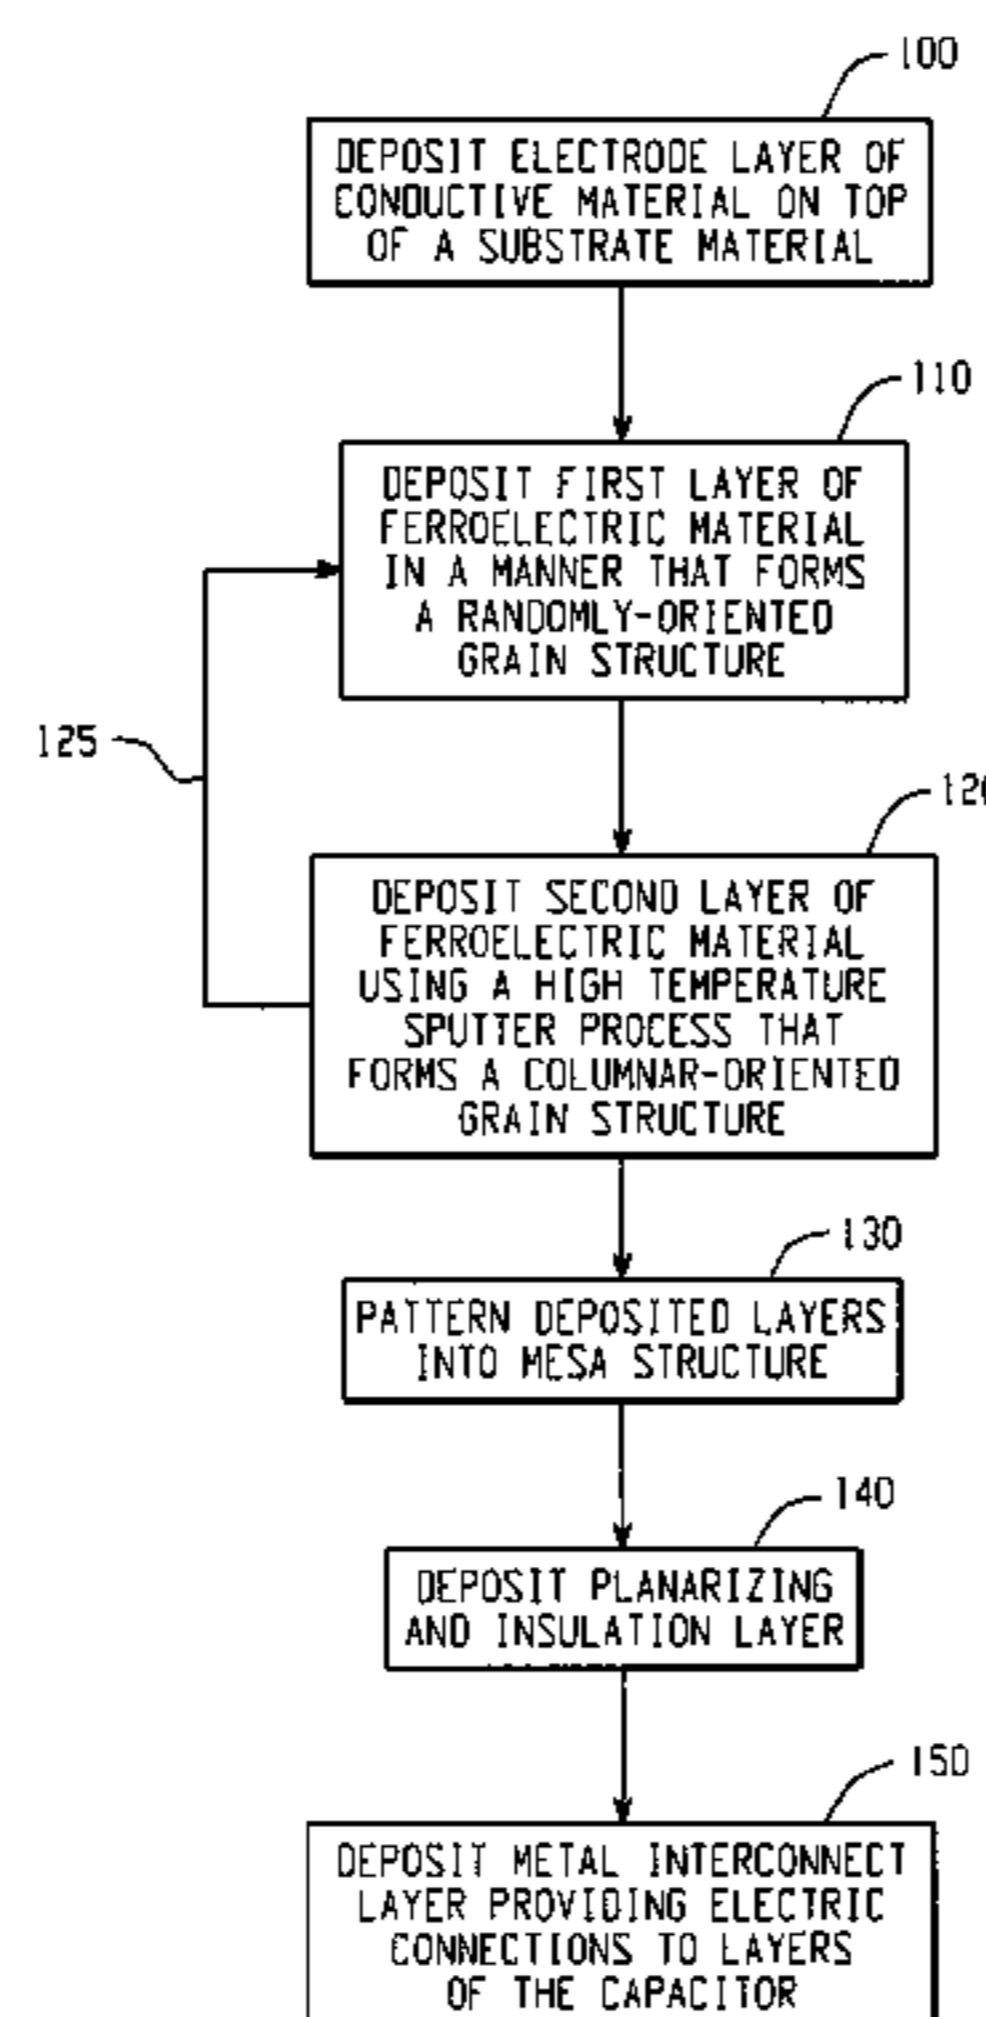 100
DEPOSIT ELECTRODE LAYER OF
CONDUCTIVE MATERIAL ON TOP
OF A SUBSTRATE MATERIAL
110
DEPOSIT FIRST LAYER OF
FERROELECTRIC MATERIAL
IN A MANNER THAT FORMS
A RANDOMLY-ORIENTED
GRAIN STRUCTURE
125
120
DEPOSIT SECOND LAYER OF
FERROELECTRIC MATERIAL
USING A HIGH TEMPERATURE
SPUTTER PROCESS THAT
FORMS A COLUMNAR-ORIENTED
GRAIN STRUCTURE
130
PATTERN DEPOSITED LAYERS
INTO MESA STRUCTURE
140
DEPOSIT PLANARIZING
AND INSULATION LAYER
150
DEPOSIT METAL INTERCONNECT
LAYER PROVIDING ELECTRIC
CONNECTIONS TO LAYERS
OF THE CAPACITOR